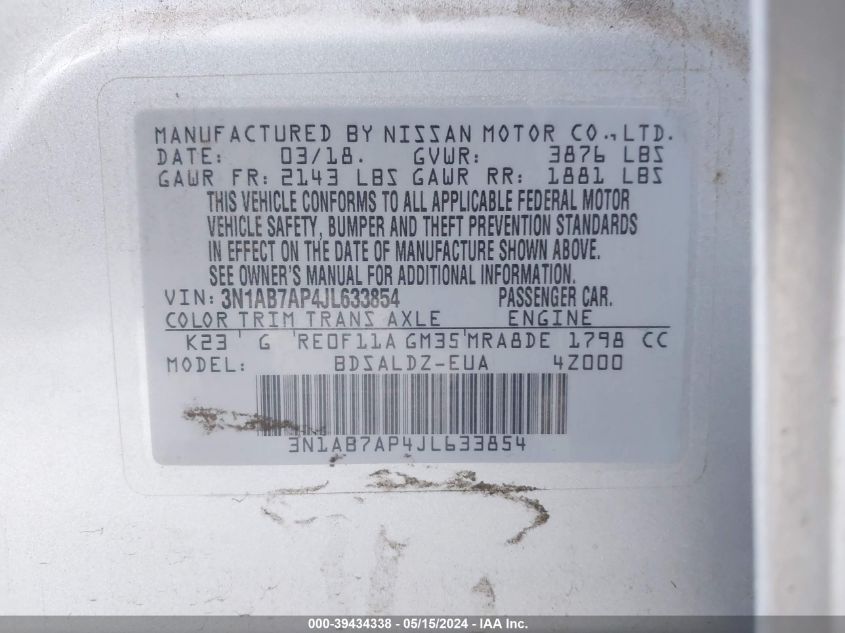 MANUFACTURED BY NISSAN MOTOR CO., LTD.
DATE: 03/18. GVWR: 3876 LBS
GAWR FR: 2143 LBS GAWR RR: 1881 LBS
THIS VEHICLE CONFORMS TO ALL APPLICABLE FEDERAL MOTOR
VEHICLE SAFETY, BUMPER AND THEFT PREVENTION STANDARDS
IN EFFECT ON THE DATE OF MANUFACTURE SHOWN ABOVE.
SEE OWNER'S MANUAL FOR ADDITIONAL INFORMATION.
VIN: 3N1AB7AP4JL633854 PASSENGER CAR.
COLOR TRIM TRANS AXLE ENGINE
K23 G RE0F11A GM35 MRA8DE 1798 CC
MODEL: BDSALDZ-EUA 4Z000
3N1AB7AP4JL633854
000-39434338 - 05/15/2024 - IAA Inc.